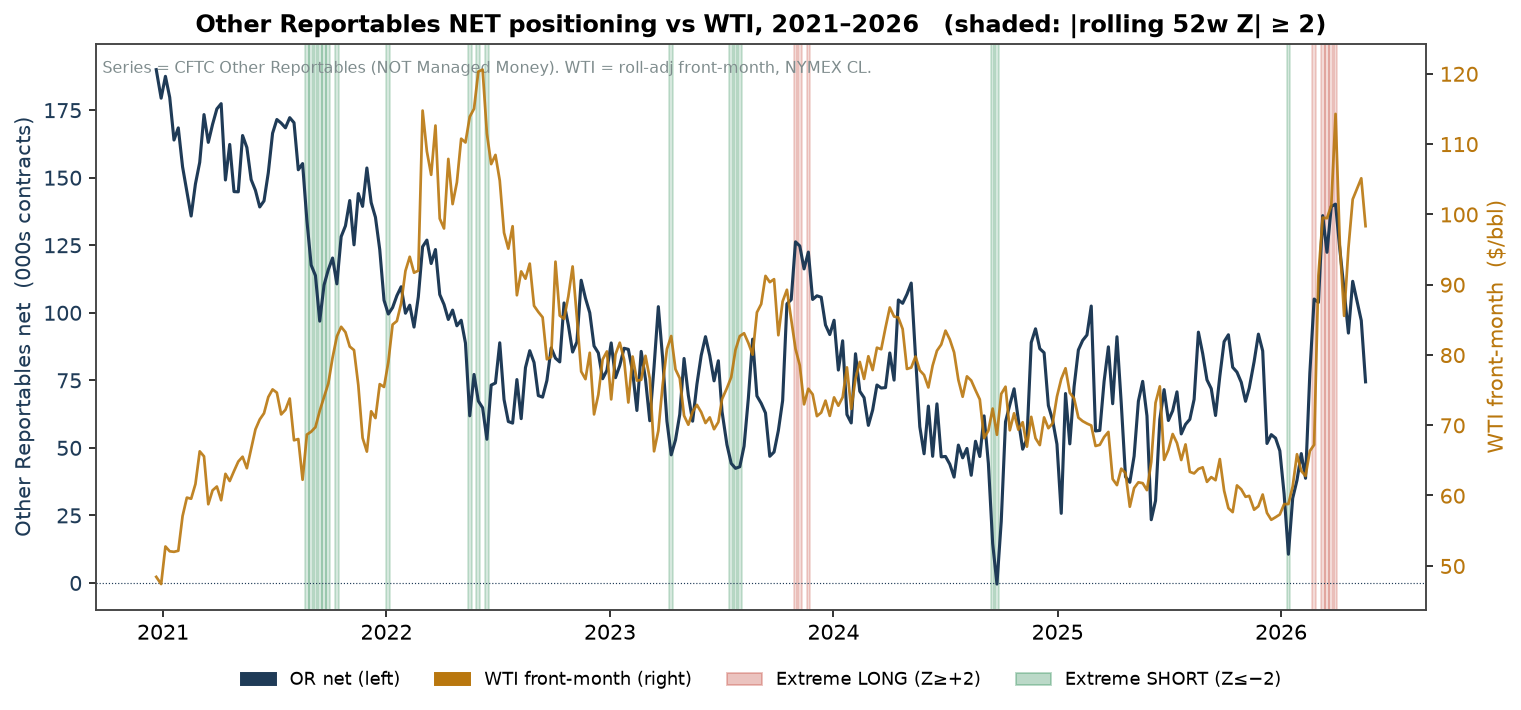 Other Reportables NET positioning vs WTI, 2021–2026   (shaded: |rolling 52w Z| ≥ 2)
Series = CFTC Other Reportables (NOT Managed Money). WTI = roll-adj front-month, NYMEX CL.
Other Reportables net  (000s contracts)
175
150
125
100
75
50
25
0
120
110
100
90
80
70
60
50
WTI front-month  ($/bbl)
2021 2022 2023 2024 2025 2026
OR net (left) WTI front-month (right) Extreme LONG (Z≥+2) Extreme SHORT (Z≤−2)